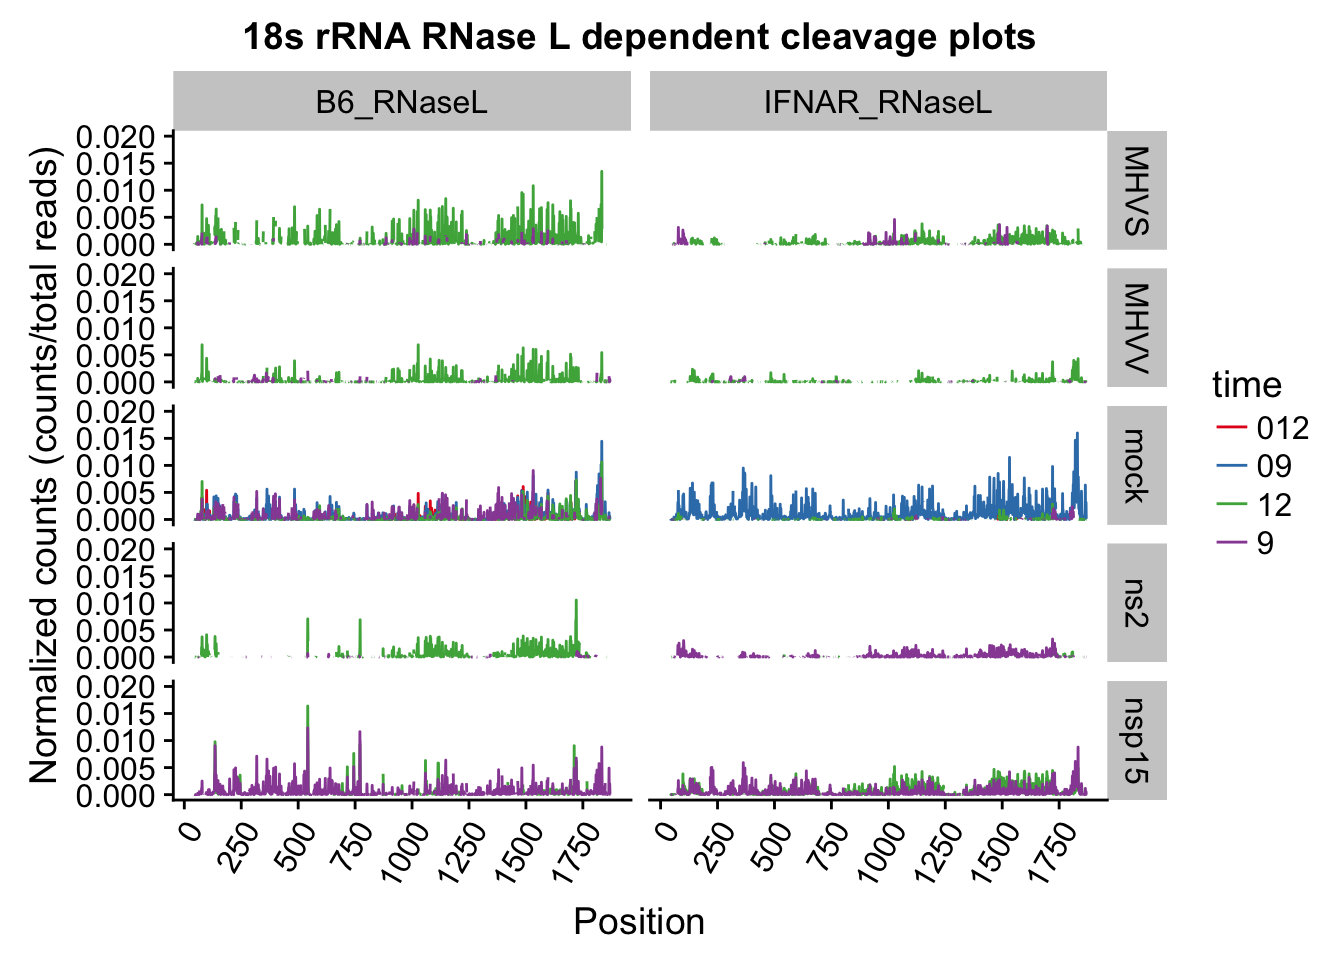 18s rRNA RNase L dependent cleavage plots
B6_RNaseL
IFNAR_RNaseL
Normalized counts (counts/total reads)
0.020
0.015
0.010
0.005
0.000
MHVS
0.020
0.015
0.010
0.005
0.000
MHVV
0.020
0.015
0.010
0.005
0.000
mock
0.020
0.015
0.010
0.005
0.000
ns2
0.020
0.015
0.010
0.005
0.000
nsp15
0 250 500 750 1000 1250 1500 1750
0 250 500 750 1000 1250 1500 1750
Position
time
012
09
12
9